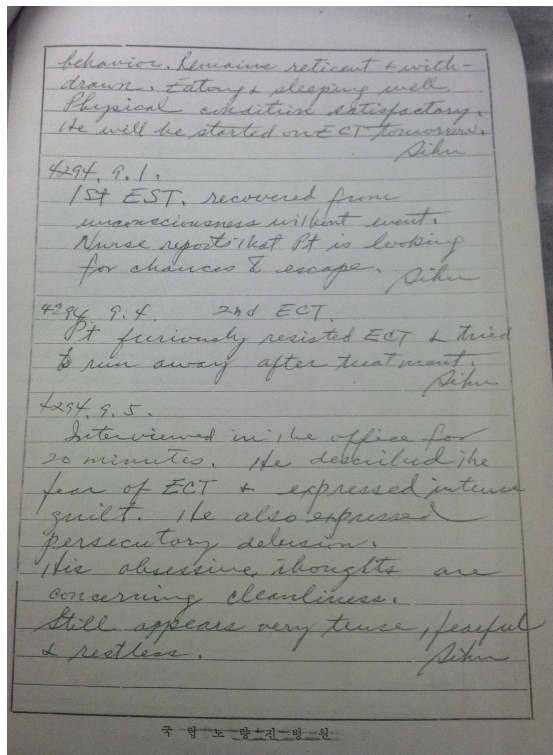 behavior. Remains reticent & with-
drawn. Eating & sleeping well.
Physical condition satisfactory.
He will be started on ECT tomorrow.
Sihn
4294. 9. 1.
1st EST. recovered from
unconsciousness without event.
Nurse reports that Pt is looking
for chances to escape.
Sihn
4294 9. 4. 2nd ECT.
Pt furiously resisted ECT & tried
to run away after treatment.
Sihn
4294. 9. 5.
Interviewed in the office for
20 minutes. He described the
fear of ECT & expressed intense
guilt. He also expressed
persecutory delusion.
His obsessive thoughts are
concerning cleanliness.
Still appears very tense, fearful
& restless.
Sihn
국립노량진병원